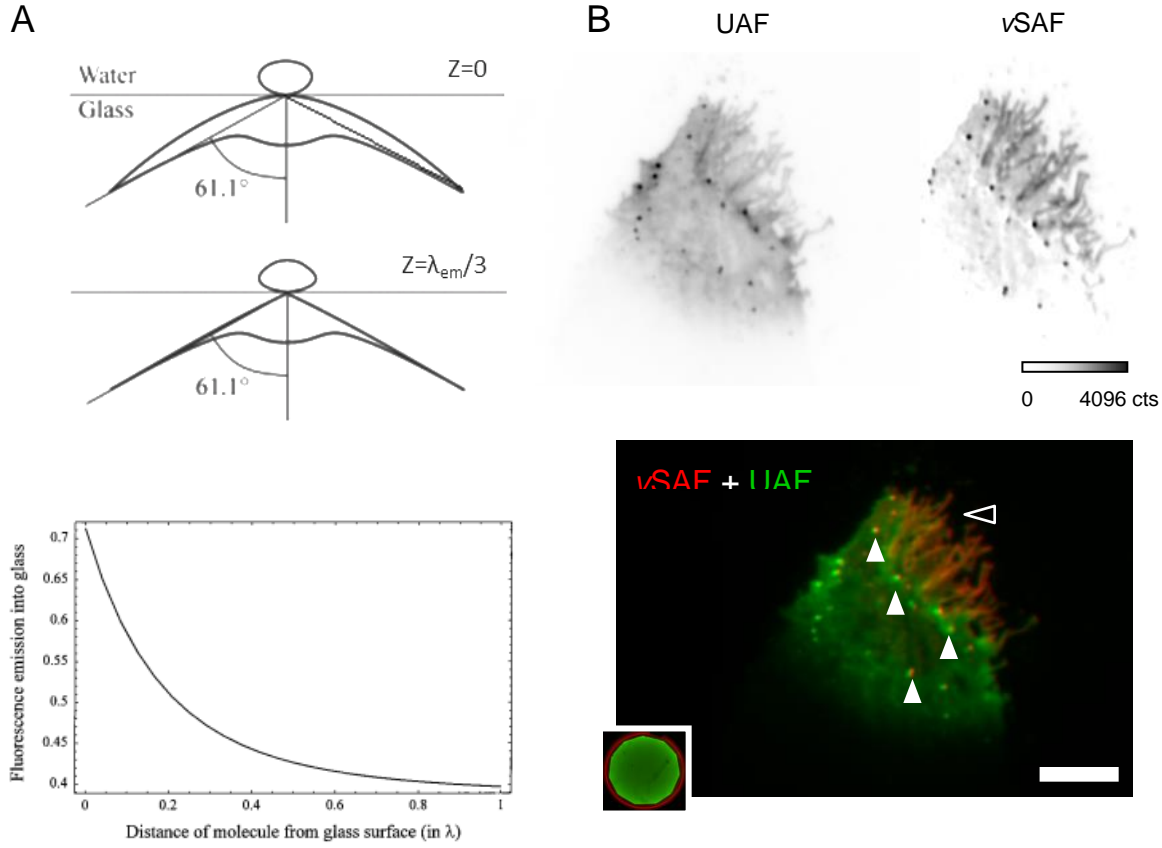 A
Water
Z=0
Glass
61.1°
Z=λem/3
61.1°
0.7
0.65
0.6
0.55
0.5
0.45
0.4
0
0.2
0.4
0.6
0.8
1
Fluorescence emission into glass
Distance of molecule from glass surface (in λ)
B
UAF
vSAF
0
4096 cts
vSAF + UAF